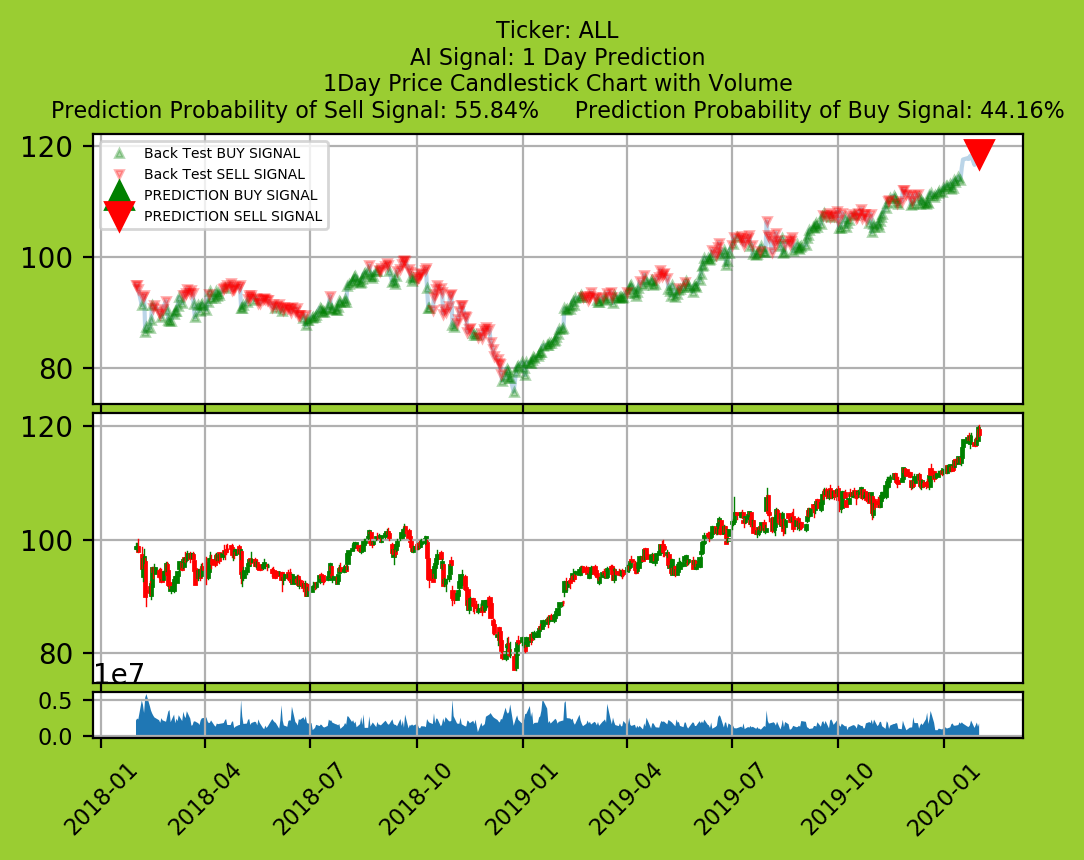 Ticker: ALL
AI Signal: 1 Day Prediction
1Day Price Candlestick Chart with Volume
Prediction Probability of Sell Signal: 55.84% Prediction Probability of Buy Signal: 44.16%
120
Back Test BUY SIGNAL
Back Test SELL SIGNAL
PREDICTION BUY SIGNAL
PREDICTION SELL SIGNAL
100
80
120
100
80
1e7
0.5
0.0
2018-01 2018-04 2018-07 2018-10 2019-01 2019-04 2019-07 2019-10 2020-01